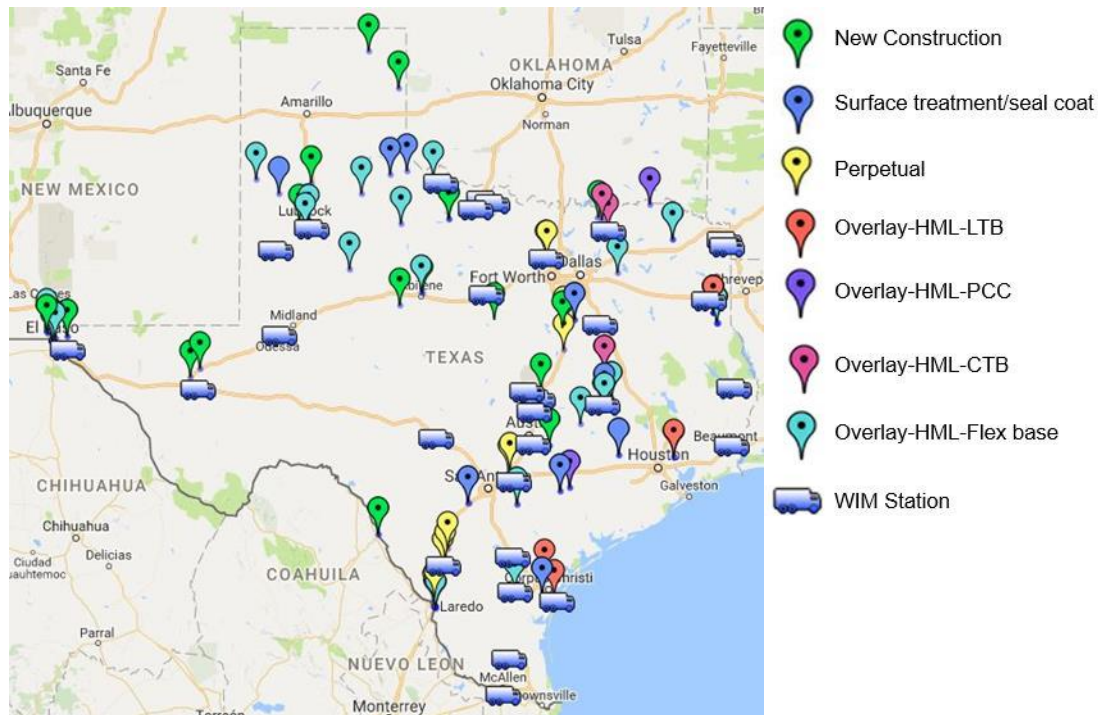 Tulsa
Fayetteville
Santa Fe
OKLAHOMA
Oklahoma City
Albuquerque
Amarillo
Norman
NEW MEXICO
Dallas
Fort Worth
Midland
Odessa
El Paso
TEXAS
Houston
Beaumont
Galveston
CHIHUAHUA
Chihuahua
Delicias
Ciudad
COAHUILA
Laredo
Parral
NUEVO LEON
McAllen
Monterrey
New Construction
Surface treatment/seal coat
Perpetual
Overlay-HML-LTB
Overlay-HML-PCC
Overlay-HML-CTB
Overlay-HML-Flex base
WIM Station